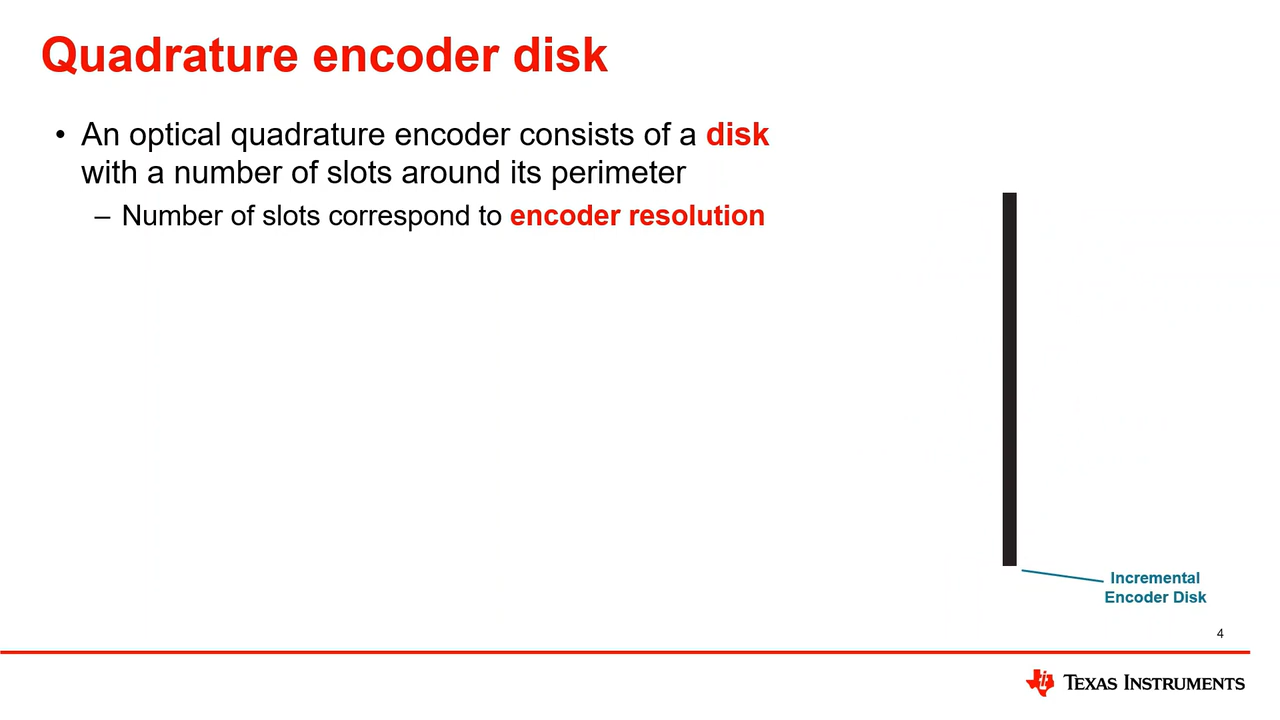 Quadrature encoder disk
• An optical quadrature encoder consists of a disk
with a number of slots around its perimeter
– Number of slots correspond to encoder resolution
Incremental
Encoder Disk
4
TEXAS INSTRUMENTS